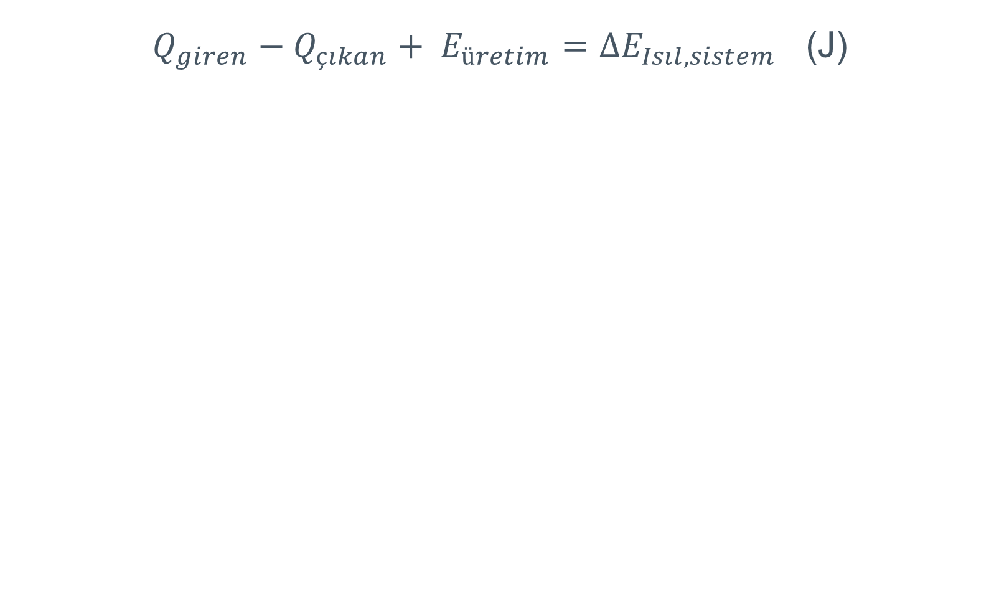 Q_giren − Q_çıkan + E_üretim = ΔE_Isıl,sistem (J)